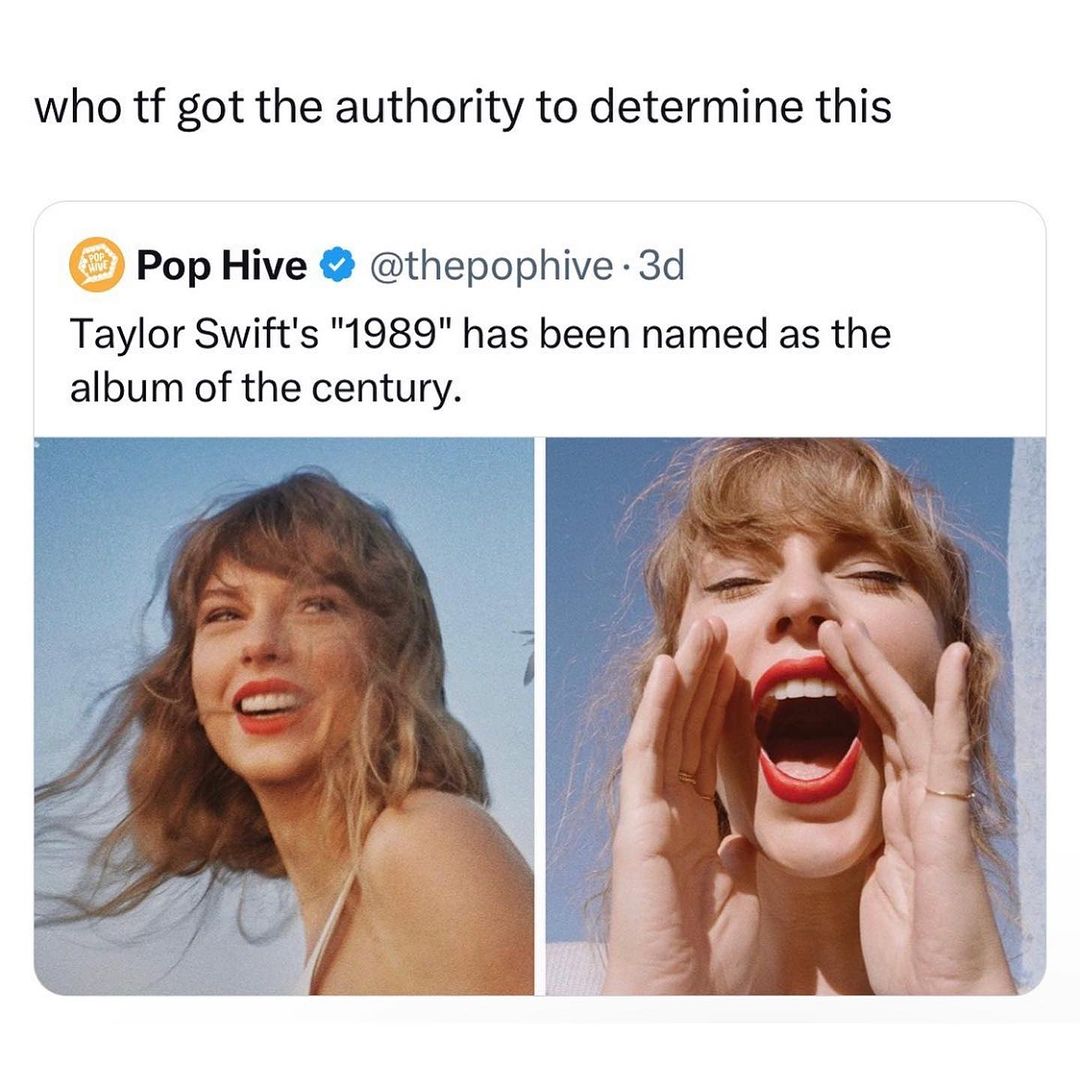 who tf got the authority to determine this
POP
HIVE
Pop Hive @thepophive · 3d
Taylor Swift's "1989" has been named as the
album of the century.